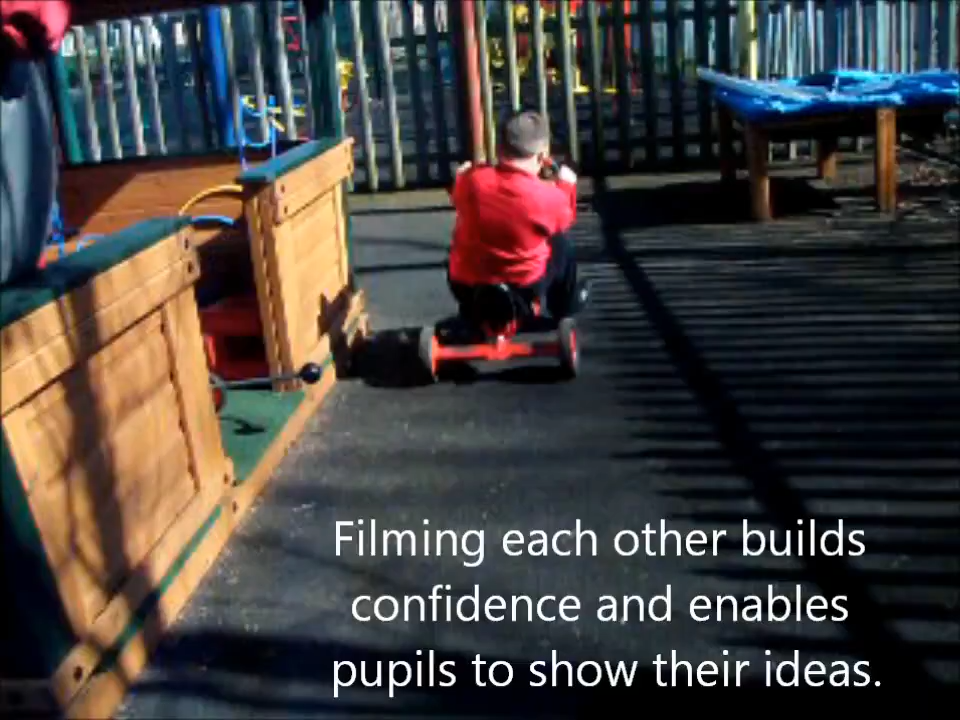 Filming each other builds
confidence and enables
pupils to show their ideas.